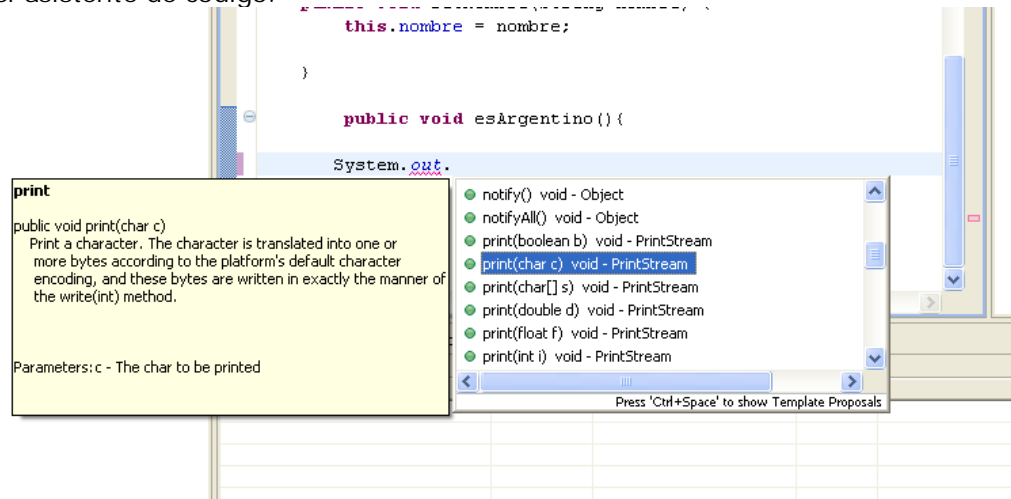 asistente de código.
this.nombre = nombre;
}
public void esArgentino(){
System.out.
print
public void print(char c)
Print a character. The character is translated into one or
more bytes according to the platform's default character
encoding, and these bytes are written in exactly the manner of
the write(int) method.
Parameters:c - The char to be printed
notify() void - Object
notifyAll() void - Object
print(boolean b) void - PrintStream
print(char c) void - PrintStream
print(char[] s) void - PrintStream
print(double d) void - PrintStream
print(float f) void - PrintStream
print(int i) void - PrintStream
Press 'Ctrl+Space' to show Template Proposals